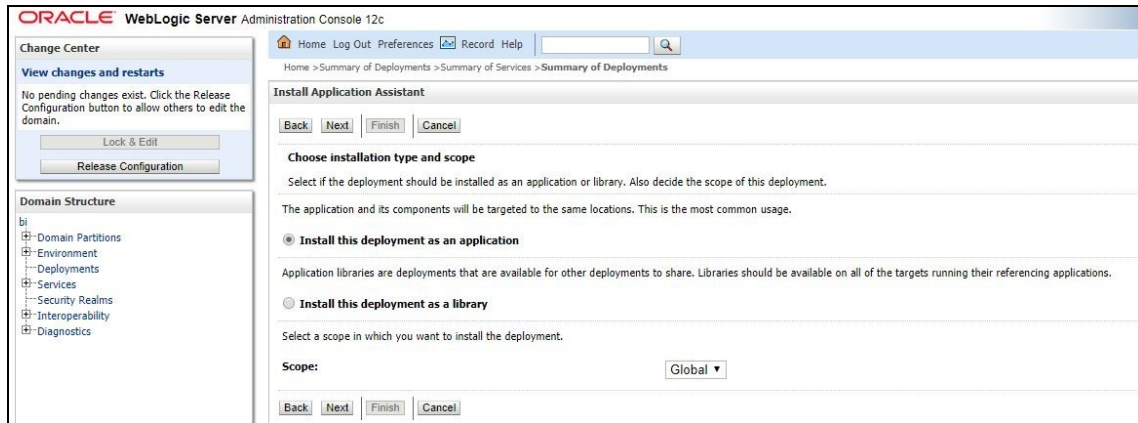 ORACLE WebLogic Server Administration Console 12c
Change Center
View changes and restarts
No pending changes exist. Click the Release
Configuration button to allow others to edit the
domain.
Lock & Edit
Release Configuration
Domain Structure
bi
Domain Partitions
Environment
Deployments
Services
Security Realms
Interoperability
Diagnostics
Home Log Out Preferences Record Help
Home >Summary of Deployments >Summary of Services >Summary of Deployments
Install Application Assistant
Back Next Finish Cancel
Choose installation type and scope
Select if the deployment should be installed as an application or library. Also decide the scope of this deployment.
The application and its components will be targeted to the same locations. This is the most common usage.
Install this deployment as an application
Application libraries are deployments that are available for other deployments to share. Libraries should be available on all of the targets running their referencing applications.
Install this deployment as a library
Select a scope in which you want to install the deployment.
Scope: Global
Back Next Finish Cancel